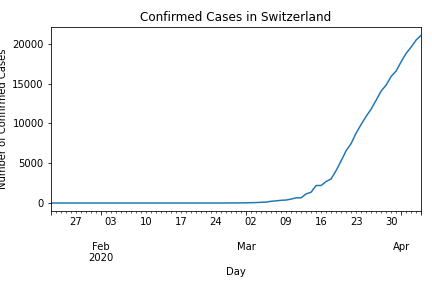 Confirmed Cases in Switzerland
Number of Confirmed Cases
20000
15000
10000
5000
0
27 03 10 17 24 02 09 16 23 30
Feb Mar Apr
2020
Day